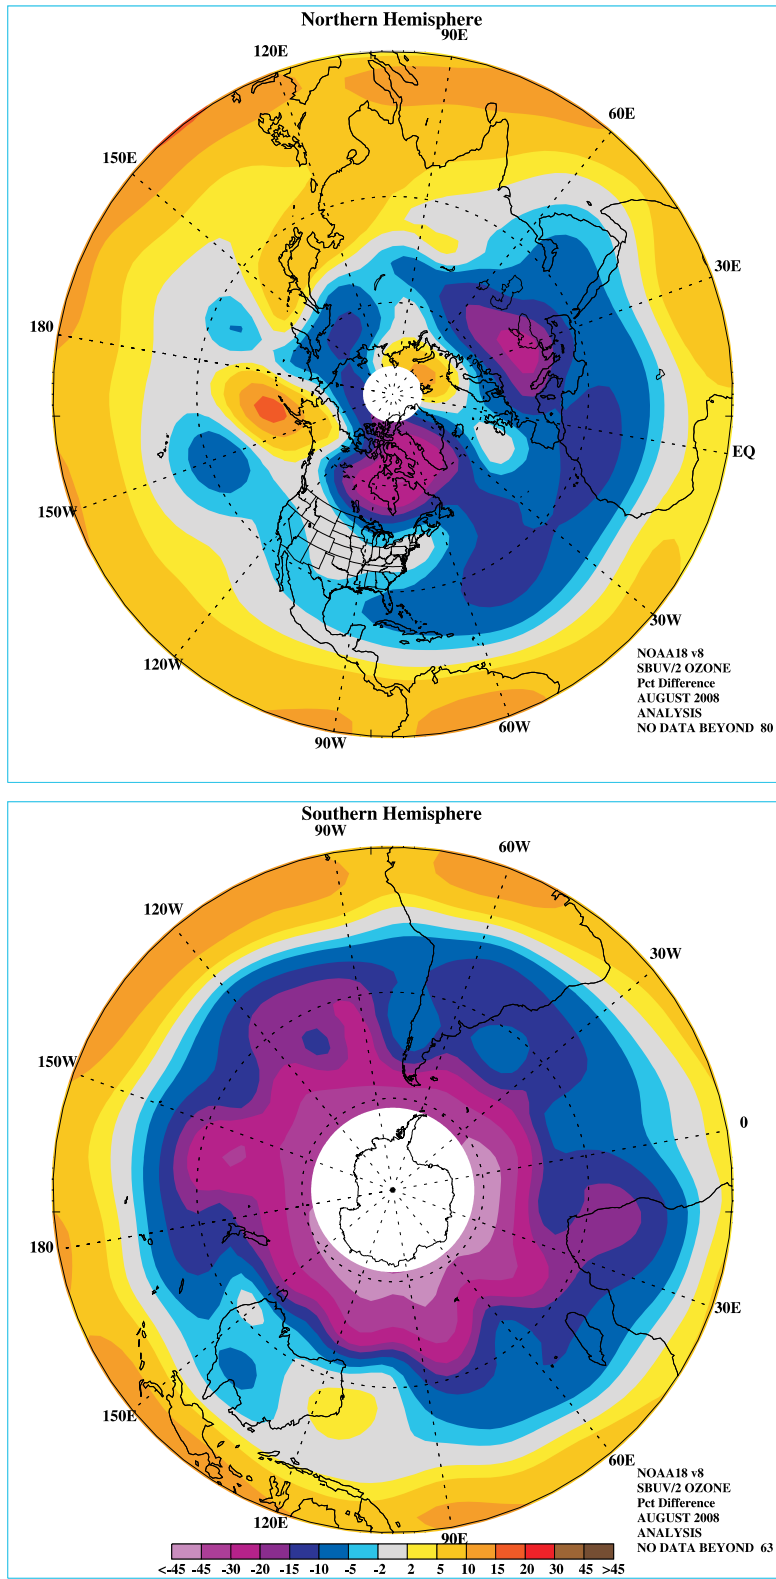 Northern Hemisphere
90E
120E
60E
150E
30E
180
EQ
150W
30W
120W
60W
90W
NOAA18 v8
SBUV/2 OZONE
Pct Difference
AUGUST 2008
ANALYSIS
NO DATA BEYOND 80
Southern Hemisphere
90W
60W
120W
30W
150W
0
180
30E
150E
60E
120E
90E
NOAA18 v8
SBUV/2 OZONE
Pct Difference
AUGUST 2008
ANALYSIS
NO DATA BEYOND 63
<-45 -45 -30 -20 -15 -10 -5 -2 2 5 10 15 20 30 45 >45